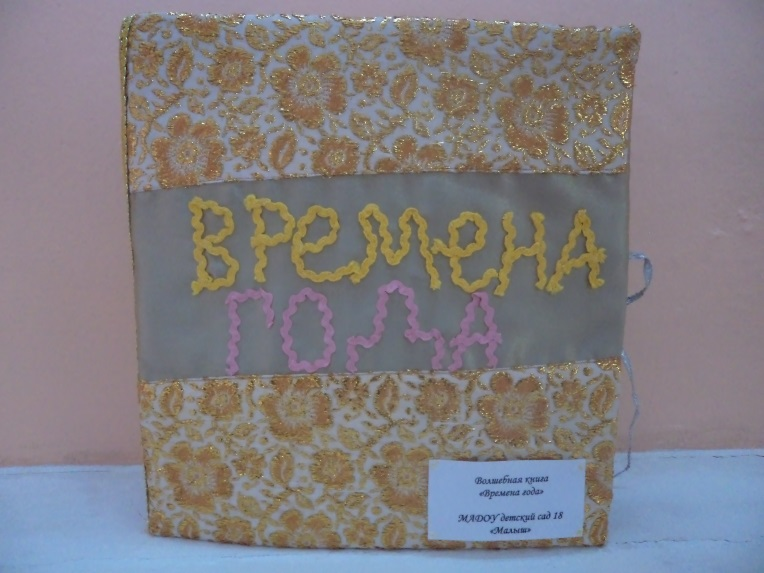 Времена
года
Волшебная книга
«Времена года»
МАДОУ детский сад 18
«Малыш»